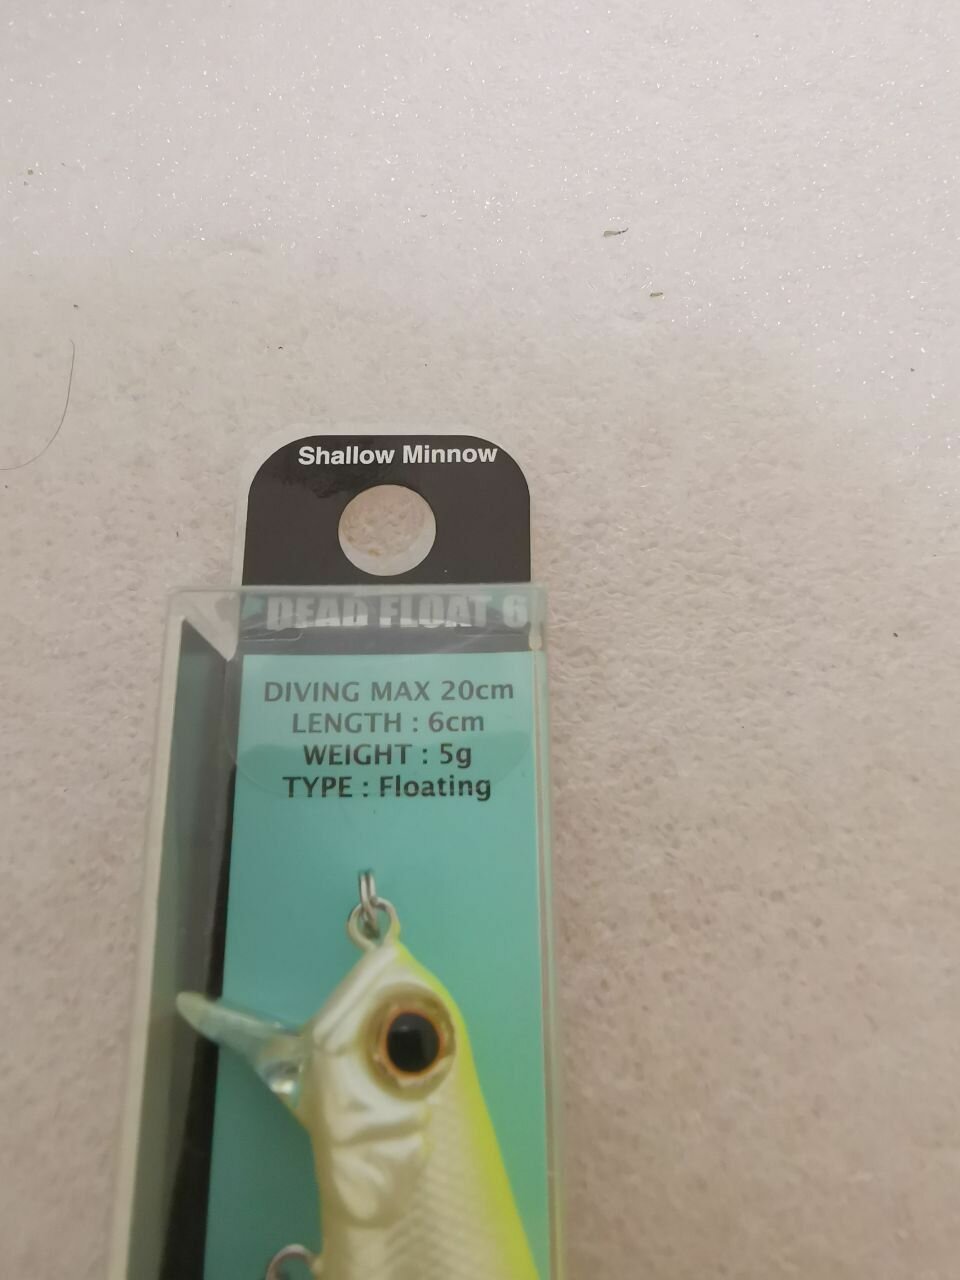 Shallow Minnow
DEAD FLOAT 6
DIVING MAX 20cm
LENGTH : 6cm
WEIGHT : 5g
TYPE : Floating